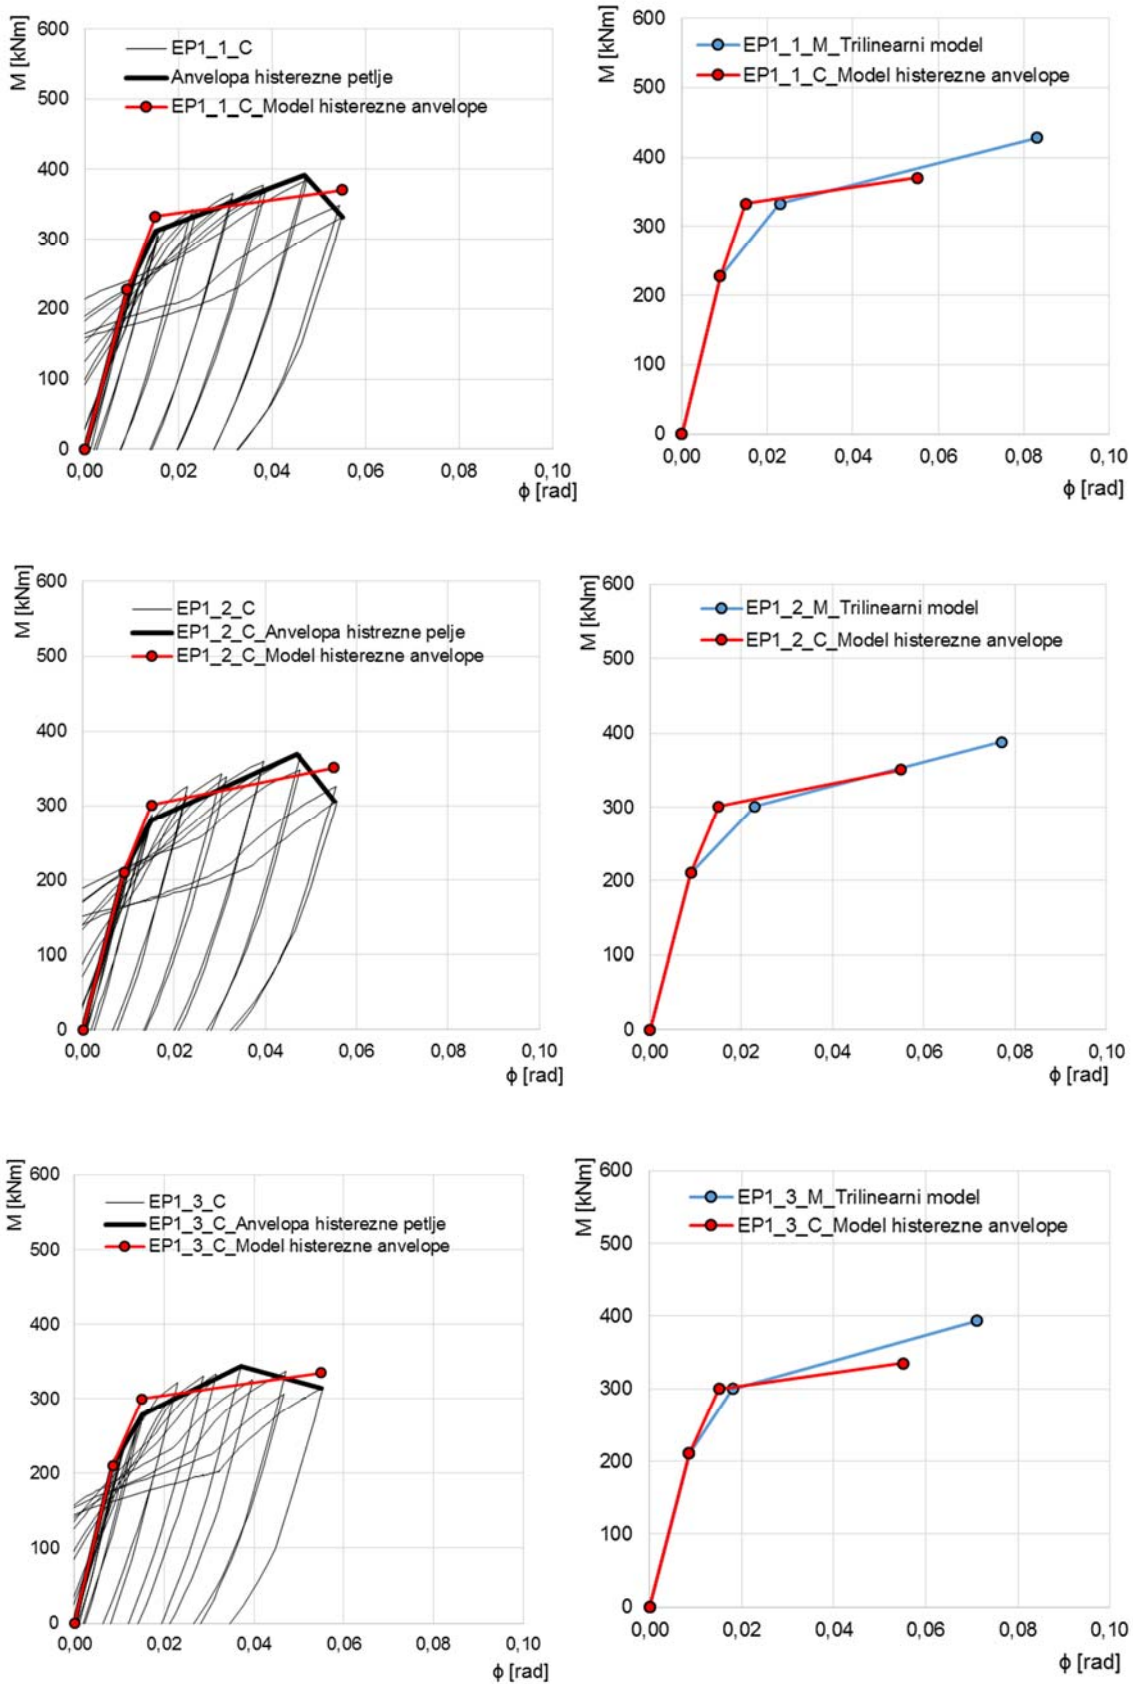 M [kNm]
600
500
400
300
200
100
0
EP1_1_C
Anvelopa histerezne petlje
EP1_1_C_Model histerezne anvelope
0,00 0,02 0,04 0,06 0,08 0,10
ϕ [rad]
M [kNm]
600
500
400
300
200
100
0
EP1_1_M_Trilinearni model
EP1_1_C_Model histerezne anvelope
0,00 0,02 0,04 0,06 0,08 0,10
ϕ [rad]
M [kNm]
600
500
400
300
200
100
0
EP1_2_C
EP1_2_C_Anvelopa histrezne pelje
EP1_2_C_Model histerezne anvelope
0,00 0,02 0,04 0,06 0,08 0,10
ϕ [rad]
M [kNm]
600
500
400
300
200
100
0
EP1_2_M_Trilinearni model
EP1_2_C_Model histerezne anvelope
0,00 0,02 0,04 0,06 0,08 0,10
ϕ [rad]
M [kNm]
600
500
400
300
200
100
0
EP1_3_C
EP1_3_C_Anvelopa histerezne petlje
EP1_3_C_Model histerezne anvelope
0,00 0,02 0,04 0,06 0,08 0,10
ϕ [rad]
M [kNm]
600
500
400
300
200
100
0
EP1_3_M_Trilinearni model
EP1_3_C_Model histerezne anvelope
0,00 0,02 0,04 0,06 0,08 0,10
ϕ [rad]